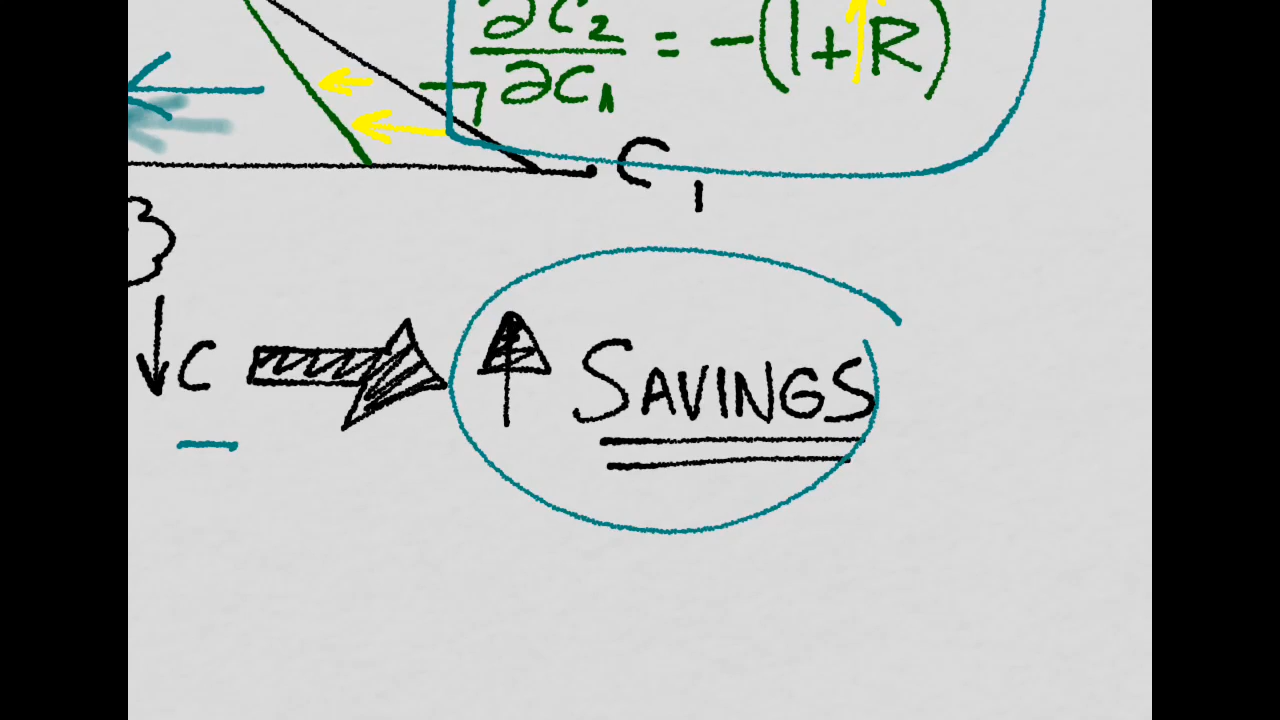 ∂C₂/∂C₁ = -(1+R)
C₁
↓C ⇒ ↑ SAVINGS